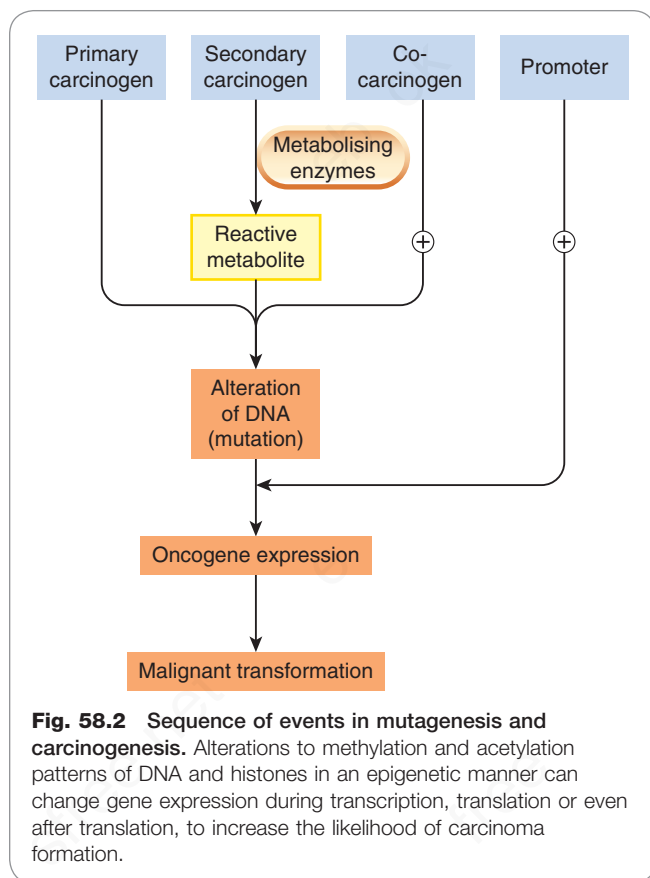 Primary
carcinogen
Secondary
carcinogen
Co-
carcinogen
Promoter
Metabolising
enzymes
Reactive
metabolite
+
+
Alteration
of DNA
(mutation)
Oncogene expression
Malignant transformation
Fig. 58.2 Sequence of events in mutagenesis and
carcinogenesis. Alterations to methylation and acetylation
patterns of DNA and histones in an epigenetic manner can
change gene expression during transcription, translation or even
after translation, to increase the likelihood of carcinoma
formation.